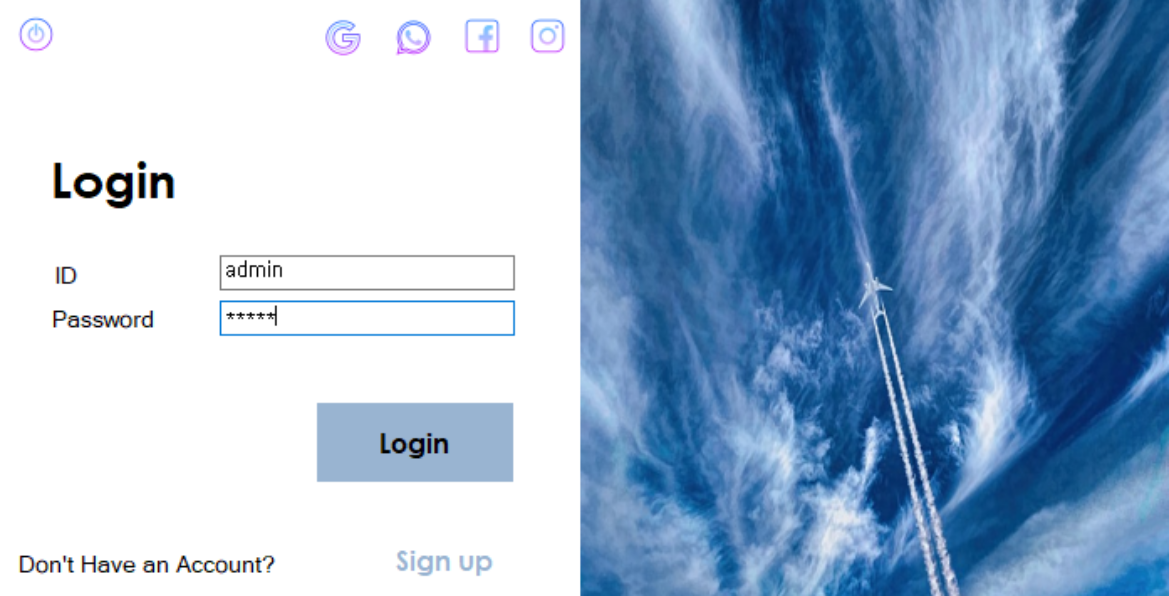 Login
ID
admin
Password
*****
Login
Don't Have an Account?
Sign up